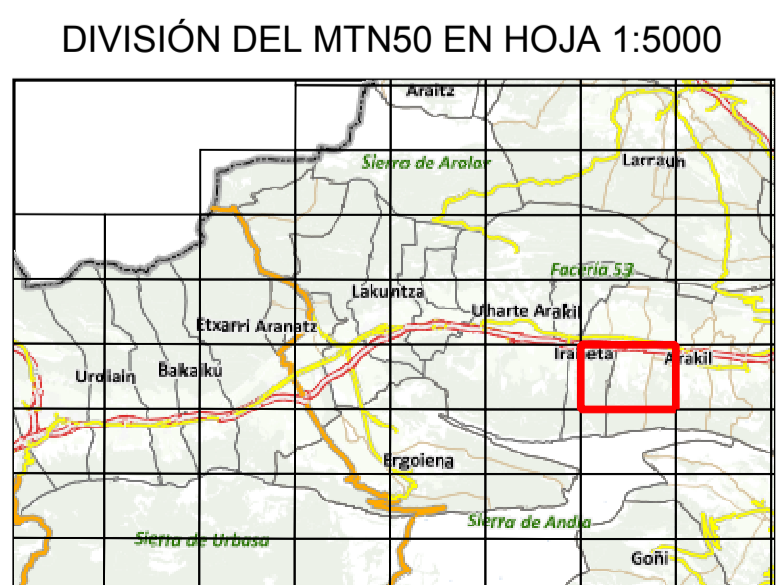 DIVISIÓN DEL MTN50 EN HOJA 1:5000
Araitz
Sierra de Aralar
Larraun
Facería 53
Lakuntza
Uharte Arakil
Etxarri Aranatz
Irañeta
Arakil
Urdiain
Bakaiku
Ergoiena
Sierra de Andia
Sierra de Urbasa
Goñi